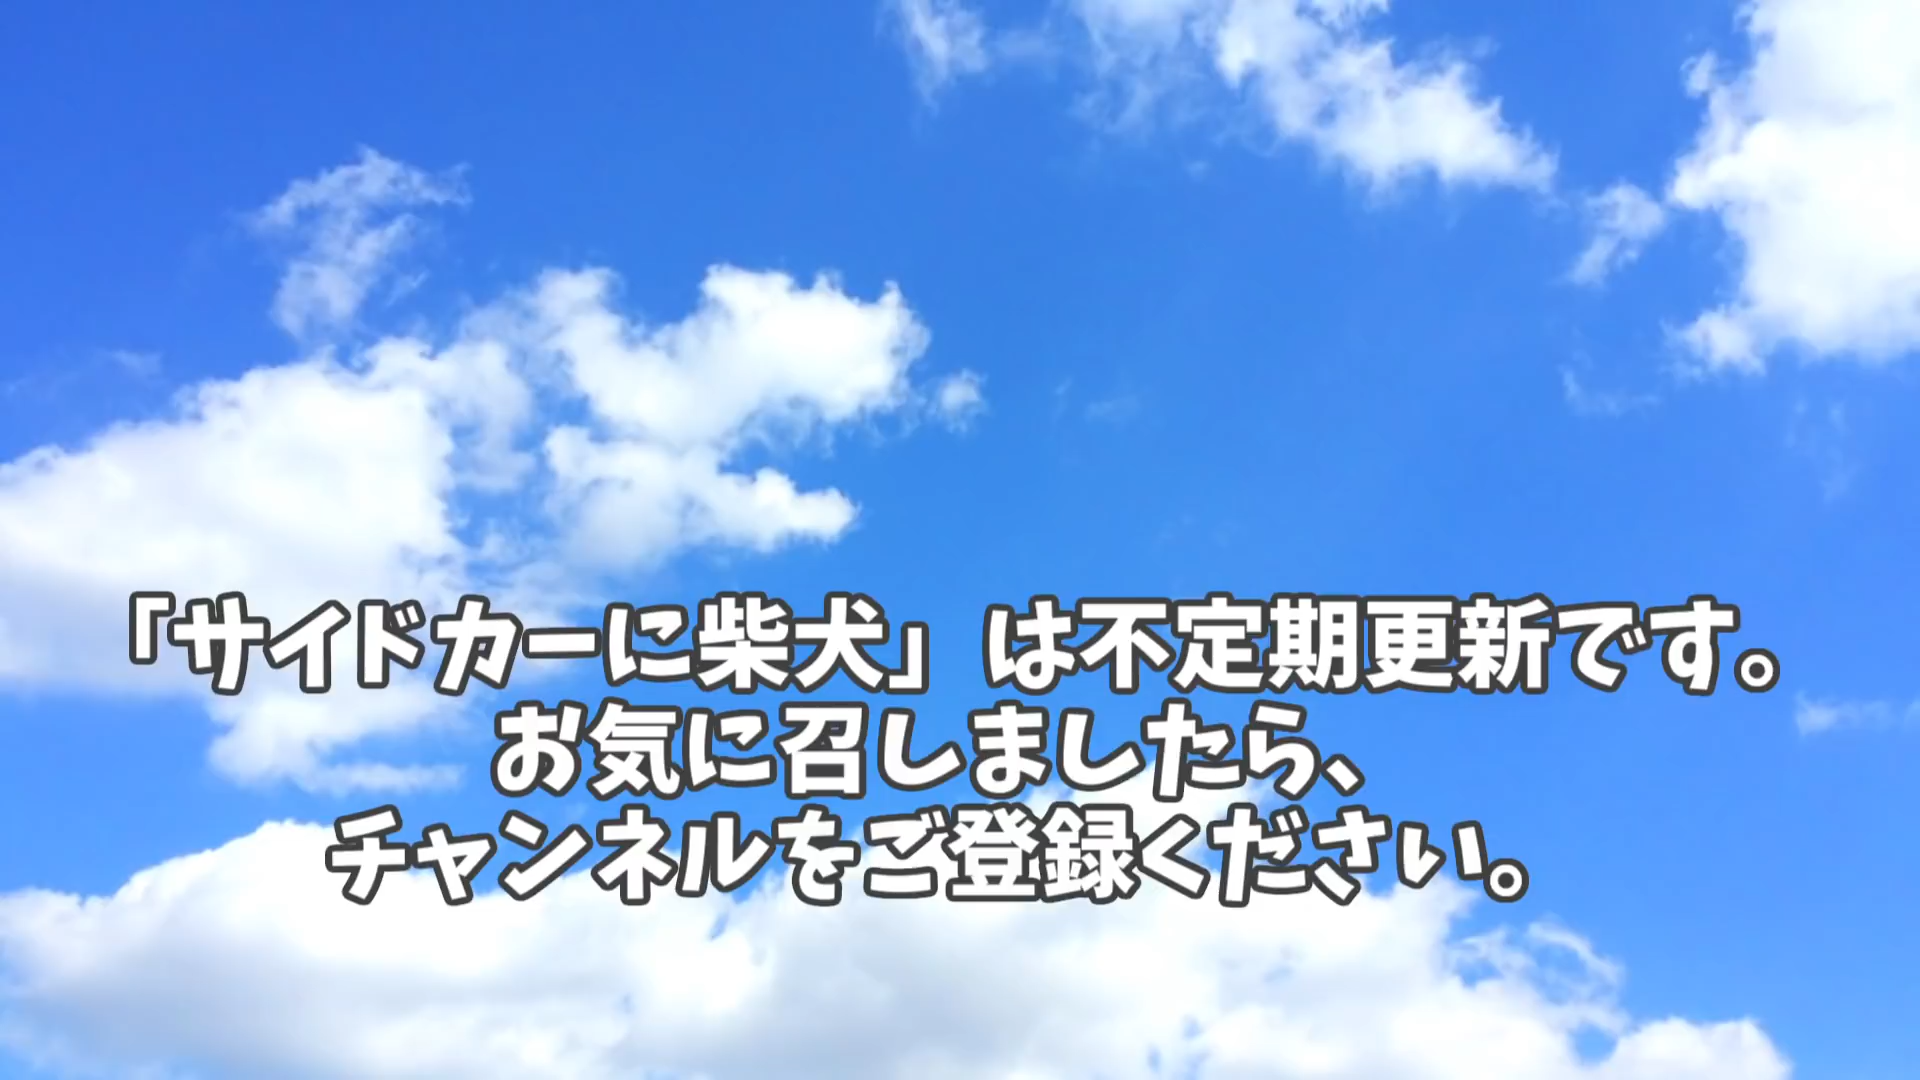 「サイドカーに柴犬」は不定期更新です。
お気に召しましたら、
チャンネルをご登録ください。